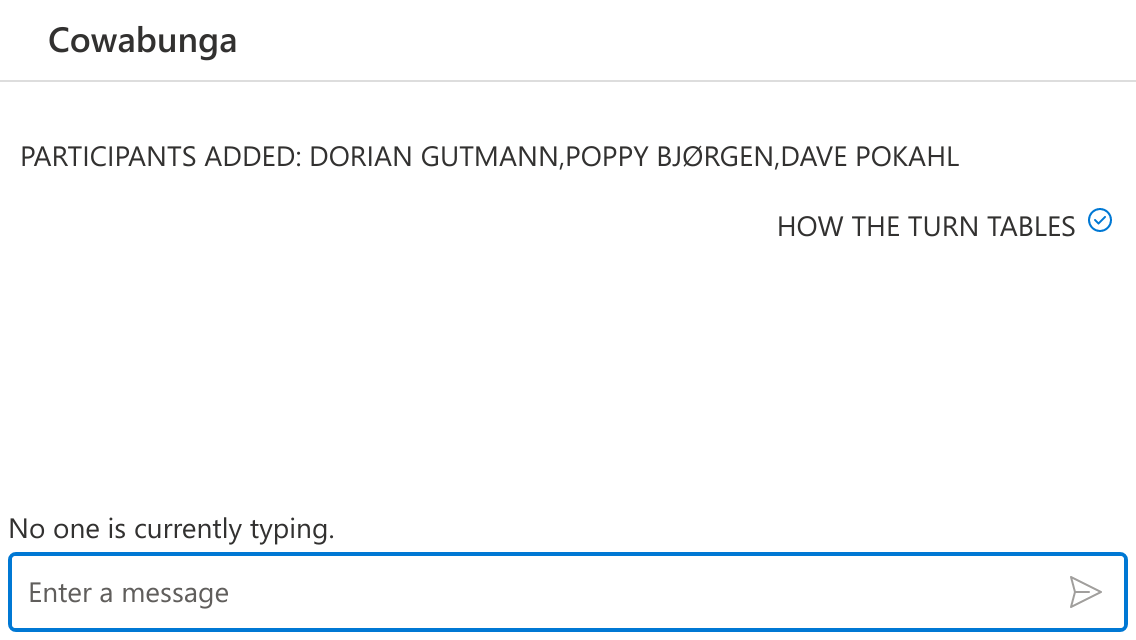 Cowabunga
PARTICIPANTS ADDED: DORIAN GUTMANN,POPPY BJØRGEN,DAVE POKAHL
HOW THE TURN TABLES
No one is currently typing.
Enter a message